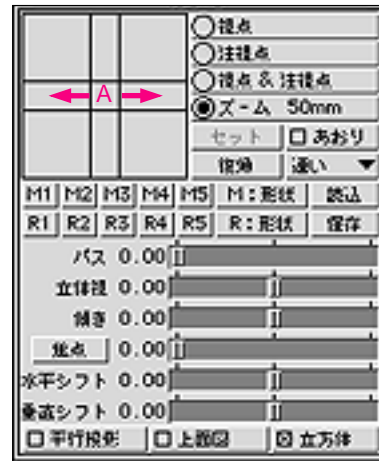 視点
注視点
視点 & 注視点
ズーム 50mm
A
セット あおり
復帰 速い
M1 M2 M3 M4 M5 M:形状 読込
R1 R2 R3 R4 R5 R:形状 保存
パス 0.00
立体視 0.00
傾き 0.00
焦点 0.00
水平シフト 0.00
垂直シフト 0.00
平行投影 上面図 立方体